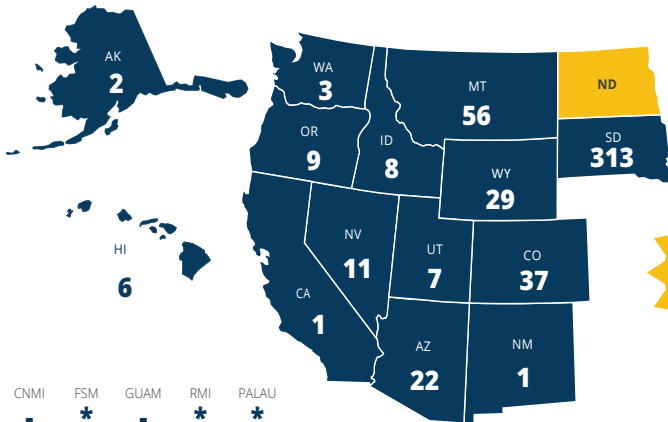 AK
2
WA
3
MT
56
ND
OR
9
ID
8
SD
313
WY
29
HI
6
NV
11
UT
7
CO
37
CA
1
AZ
22
NM
1
CNMI FSM GUAM RMI PALAU
- * - * *